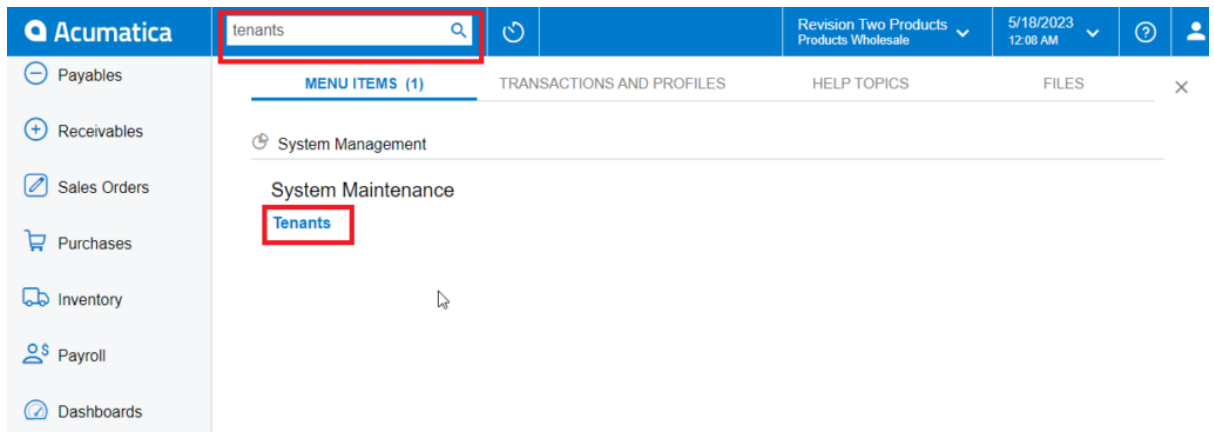 Acumatica
tenants
Revision Two Products
Products Wholesale
5/18/2023
12:08 AM
Payables
Receivables
Sales Orders
Purchases
Inventory
Payroll
Dashboards
MENU ITEMS (1)
TRANSACTIONS AND PROFILES
HELP TOPICS
FILES
System Management
System Maintenance
Tenants